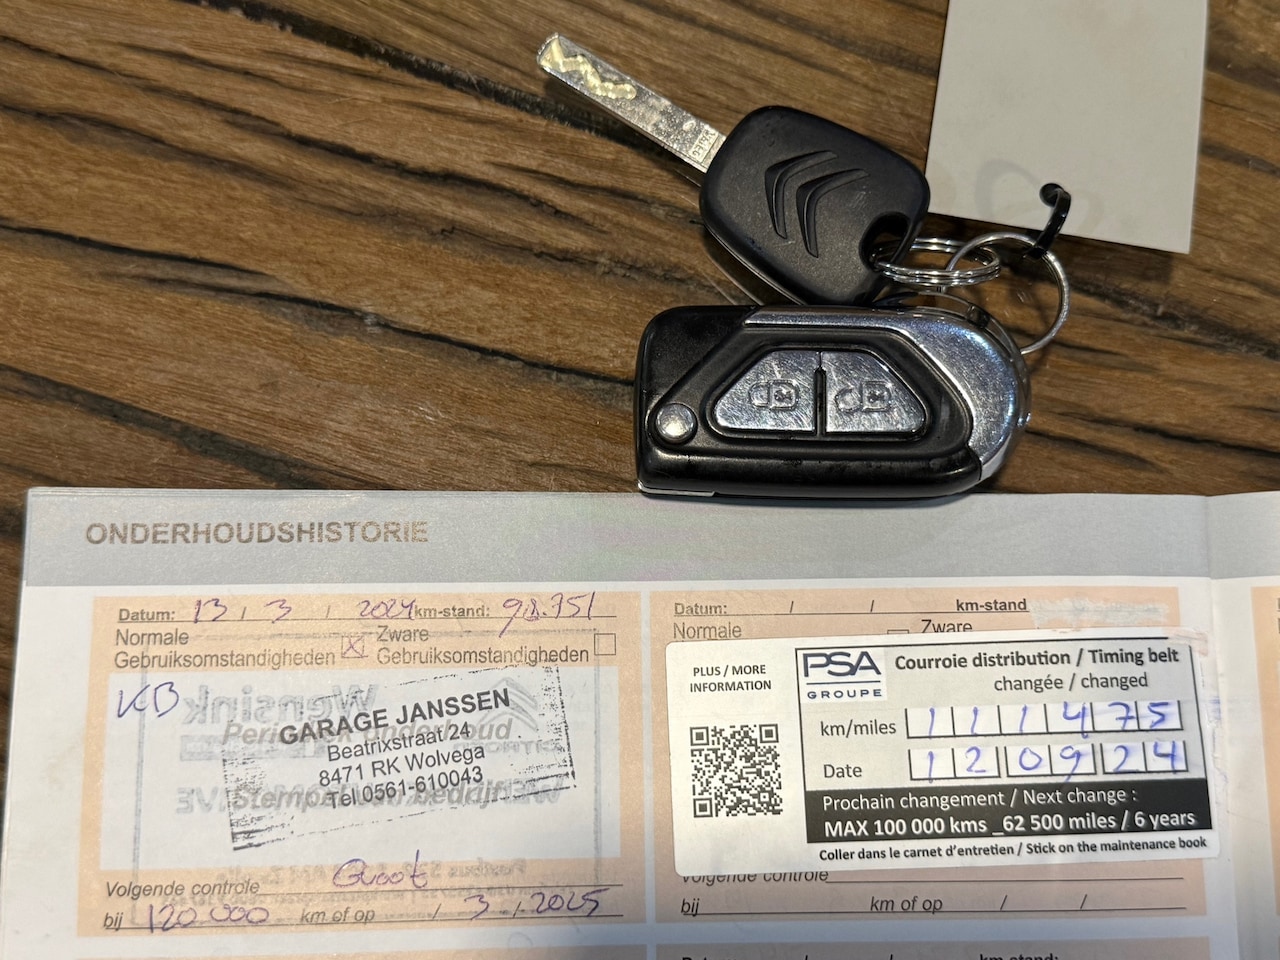 ONDERHOUDSHISTORIE
Datum: 13 / 3 / 2024 km-stand: 98.751
Normale Gebruiksomstandigheden
Zware Gebruiksomstandigheden
KB
GARAGE JANSSEN
Beatrixstraat 24
8471 RK Wolvega
Tel.0561-610043
Volgende controle Groot
bij 120 000 km of op / 3 / 2025
Datum: / / km-stand
Normale
Zware
PLUS / MORE
INFORMATION
PSA
GROUPE
Courroie distribution / Timing belt
changée / changed
km/miles 111475
Date 120924
Prochain changement / Next change :
MAX 100 000 kms _62 500 miles / 6 years
Coller dans le carnet d'entretien / Stick on the maintenance book
Volgende controle
bij km of op / /
km-stand: